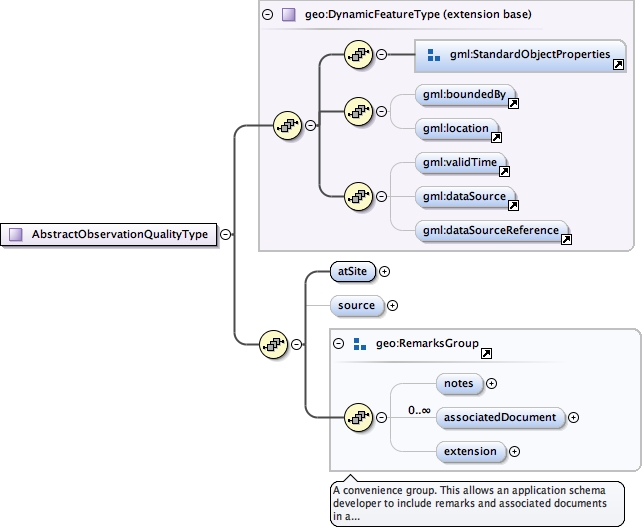 geo:DynamicFeatureType (extension base)
gml:StandardObjectProperties
gml:boundedBy
gml:location
gml:validTime
gml:dataSource
gml:dataSourceReference
AbstractObservationQualityType
atSite
source
geo:RemarksGroup
notes
0..∞
associatedDocument
extension
A convenience group. This allows an application schema
developer to include remarks and associated documents
in a...